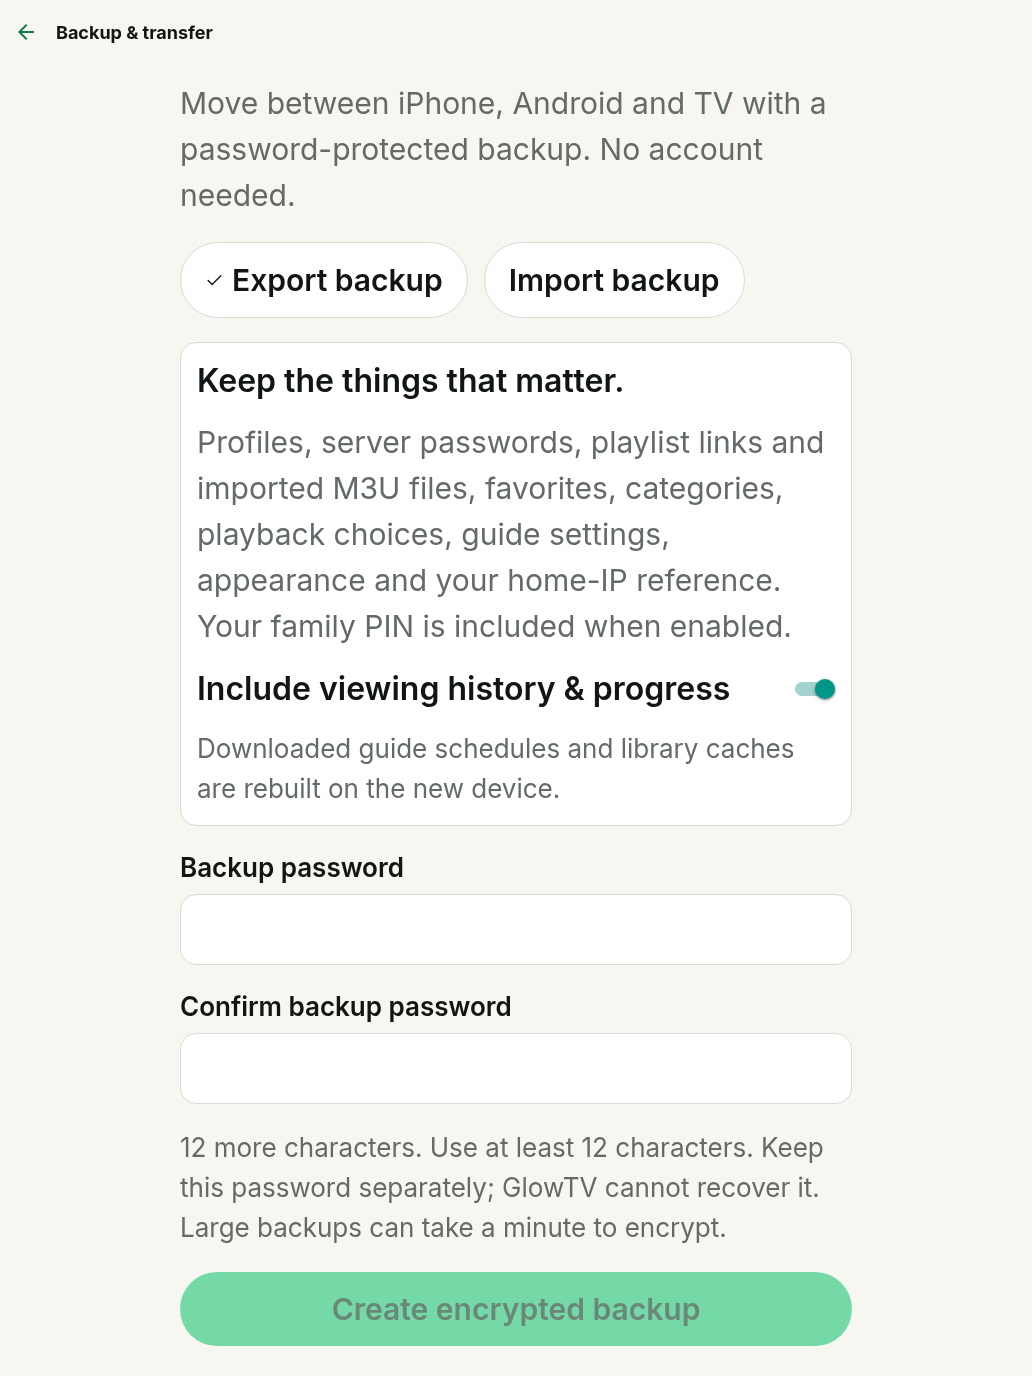 Backup & transfer
Move between iPhone, Android and TV with a
password-protected backup. No account
needed.
Export backup
Import backup
Keep the things that matter.
Profiles, server passwords, playlist links and
imported M3U files, favorites, categories,
playback choices, guide settings,
appearance and your home-IP reference.
Your family PIN is included when enabled.
Include viewing history & progress
Downloaded guide schedules and library caches
are rebuilt on the new device.
Backup password
Confirm backup password
12 more characters. Use at least 12 characters. Keep
this password separately; GlowTV cannot recover it.
Large backups can take a minute to encrypt.
Create encrypted backup